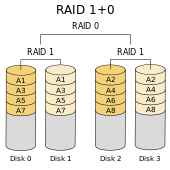 RAID 1+0
RAID 0
RAID 1 RAID 1
A1 A1 A2 A2
A3 A3 A4 A4
A5 A5 A6 A6
A7 A7 A8 A8
Disk 0 Disk 1 Disk 2 Disk 3